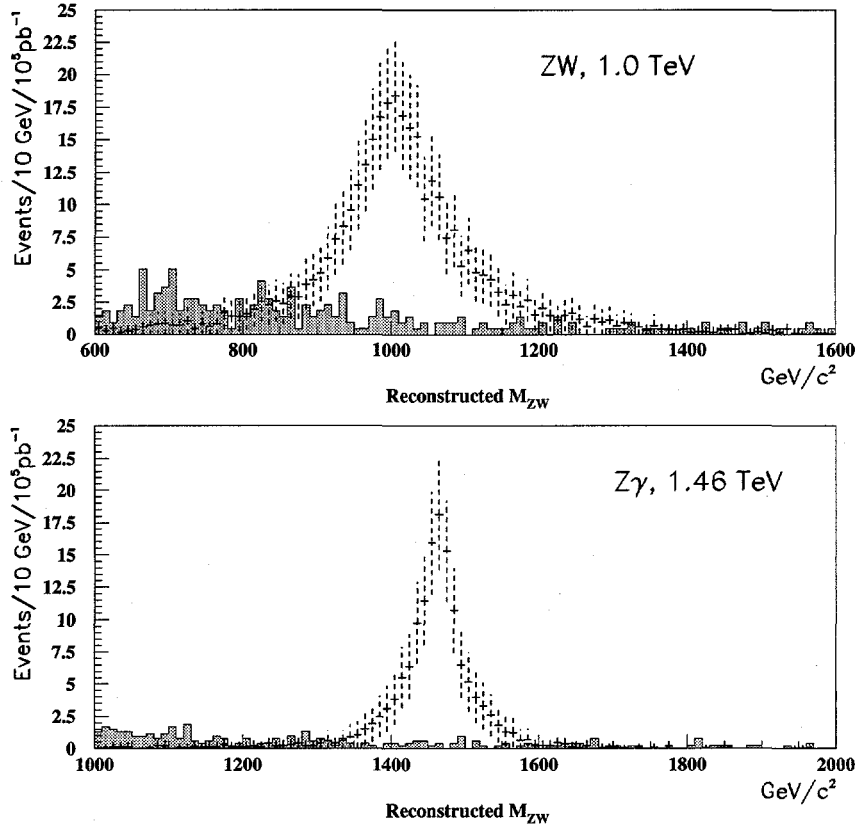 25
22.5
20
17.5
15
12.5
10
7.5
5
2.5
0
Events/10 GeV/10⁵pb⁻¹
ZW, 1.0 TeV
600 800 1000 1200 1400 1600
GeV/c²
Reconstructed M_ZW
25
22.5
20
17.5
15
12.5
10
7.5
5
2.5
0
Events/10 GeV/10⁵pb⁻¹
Zγ, 1.46 TeV
1000 1200 1400 1600 1800 2000
GeV/c²
Reconstructed M_ZW